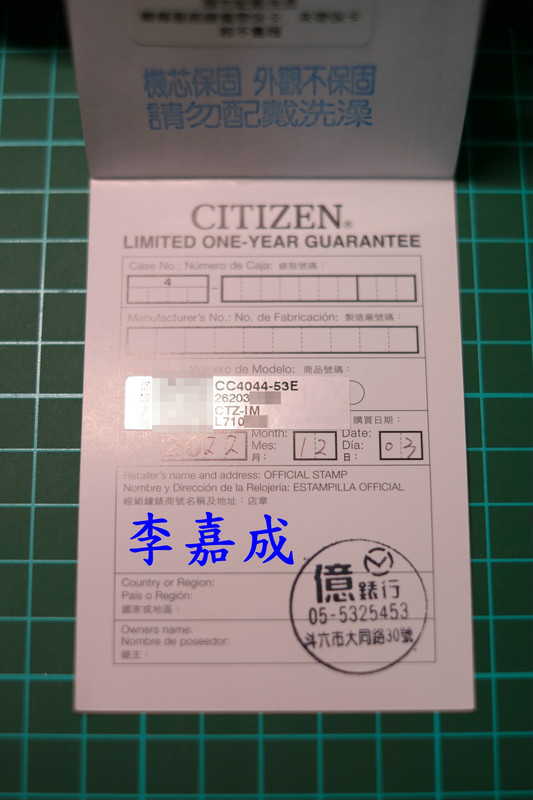 機芯保固 外觀不保固
請勿配戴洗澡
CITIZEN®
LIMITED ONE-YEAR GUARANTEE
Case No.: Número de Caja: 錶殼號碼:
4 -
Manufacturer's No.: No. de Fabricación: 製造廠號碼:
Número de Modelo: 商品號碼:
CC4044-53E
26203
CTZ-IM
L710
購買日期:
2022 Month: Mes: 月: 12 Date: Día: 日: 03
Retailer's name and address: OFFICIAL STAMP
Nombre y Dirección de la Relojería: ESTAMPILLA OFFICIAL
經銷鐘錶商號名稱及地址:店章
李嘉成
億錶行
05-5325453
斗六市大同路30號
Country or Region:
País o Región:
國家或地區:
Owners name:
Nombre de poseedor:
錶主: